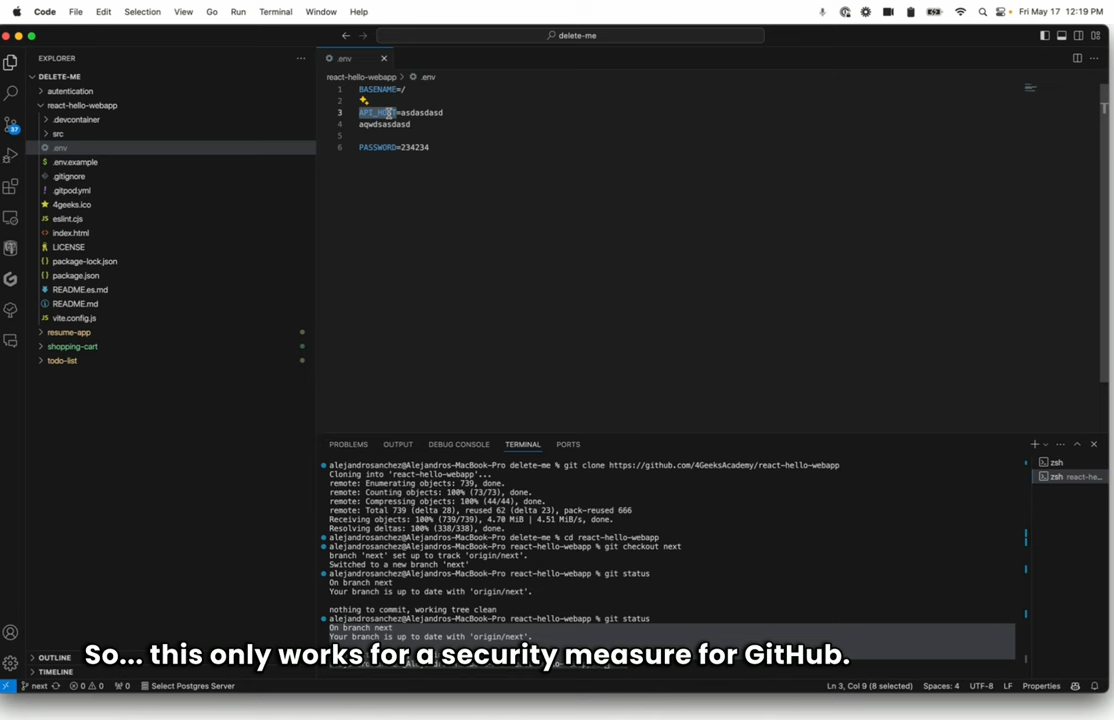 Code File Edit Selection View Go Run Terminal Window Help Fri May 17 12:19 PM
delete-me
EXPLORER
DELETE-ME
autentication
react-hello-webapp
.devcontainer
src
.env
.env.example
.gitignore
.gitpod.yml
4geeks.ico
eslint.cjs
index.html
LICENSE
package-lock.json
package.json
README.es.md
README.md
vite.config.js
resume-app
shopping-cart
todo-list
OUTLINE
TIMELINE
37
.env
react-hello-webapp > .env
1 BASENAME=/
2
3 API_HOST=asdasdasd
4 aqwdsasdasd
5
6 PASSWORD=234234
PROBLEMS OUTPUT DEBUG CONSOLE TERMINAL PORTS
zsh
zsh react-he...
alejandrosanchez@Alejandros-MacBook-Pro delete-me % git clone https://github.com/4GeeksAcademy/react-hello-webapp
Cloning into 'react-hello-webapp'...
remote: Enumerating objects: 739, done.
remote: Counting objects: 100% (73/73), done.
remote: Compressing objects: 100% (44/44), done.
remote: Total 739 (delta 28), reused 62 (delta 23), pack-reused 666
Receiving objects: 100% (739/739), 4.70 MiB | 4.51 MiB/s, done.
Resolving deltas: 100% (338/338), done.
alejandrosanchez@Alejandros-MacBook-Pro delete-me % cd react-hello-webapp
alejandrosanchez@Alejandros-MacBook-Pro react-hello-webapp % git checkout next
branch 'next' set up to track 'origin/next'.
Switched to a new branch 'next'
alejandrosanchez@Alejandros-MacBook-Pro react-hello-webapp % git status
On branch next
Your branch is up to date with 'origin/next'.
nothing to commit, working tree clean
alejandrosanchez@Alejandros-MacBook-Pro react-hello-webapp % git status
On branch next
Your branch is up to date with 'origin/next'.
So... this only works for a security measure for GitHub.
next 0 0 0 Select Postgres Server Ln 3, Col 9 (8 selected) Spaces: 4 UTF-8 LF Properties